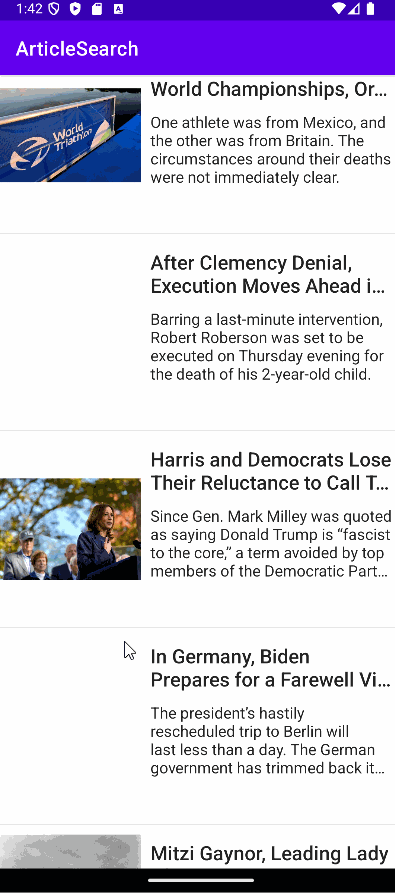 1:42
ArticleSearch
World Championships, Or...
World
Triathlon
One athlete was from Mexico, and
the other was from Britain. The
circumstances around their deaths
were not immediately clear.
After Clemency Denial,
Execution Moves Ahead i...
Barring a last-minute intervention,
Robert Roberson was set to be
executed on Thursday evening for
the death of his 2-year-old child.
Harris and Democrats Lose
Their Reluctance to Call T...
Since Gen. Mark Milley was quoted
as saying Donald Trump is “fascist
to the core,” a term avoided by top
members of the Democratic Part...
In Germany, Biden
Prepares for a Farewell Vi...
The president’s hastily
rescheduled trip to Berlin will
last less than a day. The German
government has trimmed back it...
Mitzi Gaynor, Leading Lady